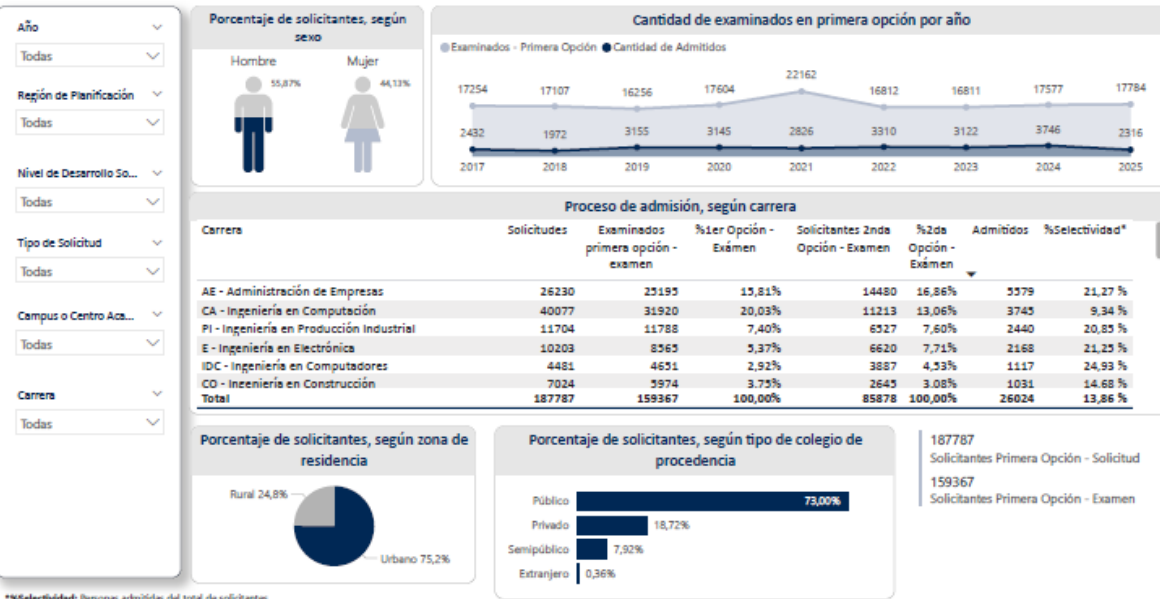 Año
Todas
Región de Planificación
Todas
Nivel de Desarrollo So...
Todas
Tipo de Solicitud
Todas
Campus o Centro Aca...
Todas
Carrera
Todas
Porcentaje de solicitantes, según
sexo
Hombre Mujer
55,87% 44,13%
Cantidad de examinados en primera opción por año
Examinados - Primera Opción Cantidad de Admitidos
17254 17107 16256 17604 22162 16812 16811 17577 17784
2432 1972 3155 3145 2826 3310 3122 3746 2316
2017 2018 2019 2020 2021 2022 2023 2024 2025
Proceso de admisión, según carrera
Carrera Solicitudes Examinados %1er Opción - Solicitantes 2nda %2da Admitidos %Selectividad*
primera opción - Exámen Opción - Examen Opción -
examen Exámen
AE - Administración de Empresas 26230 25195 15,81% 14480 16,86% 5579 21,27 %
CA - Ingeniería en Computación 40077 31920 20,03% 11213 13,06% 3745 9,34 %
PI - Ingeniería en Producción Industrial 11704 11788 7,40% 6527 7,60% 2440 20,85 %
E - Ingeniería en Electrónica 10203 8565 5,37% 6620 7,71% 2168 21,25 %
IDC - Ingeniería en Computadores 4481 4651 2,92% 3887 4,53% 1117 24,93 %
CO - Ingeniería en Construcción 7024 5974 3,75% 2645 3,08% 1031 14,68 %
Total 187787 159367 100,00% 85878 100,00% 26024 13,86 %
Porcentaje de solicitantes, según zona de
residencia
Rural 24,8%
Urbano 75,2%
Porcentaje de solicitantes, según tipo de colegio de
procedencia
Público 73,00%
Privado 18,72%
Semipúblico 7,92%
Extranjero 0,36%
187787
Solicitantes Primera Opción - Solicitud
159367
Solicitantes Primera Opción - Examen
*%Selectividad: Personas admitidas del total de solicitantes